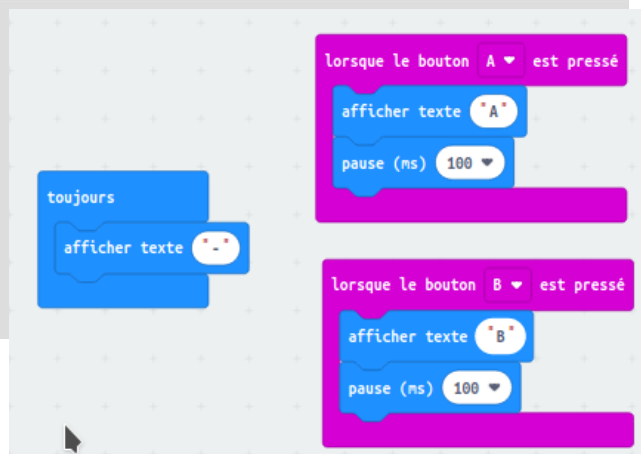 toujours
afficher texte "-"
lorsque le bouton A est pressé
afficher texte "A"
pause (ms) 100
lorsque le bouton B est pressé
afficher texte "B"
pause (ms) 100